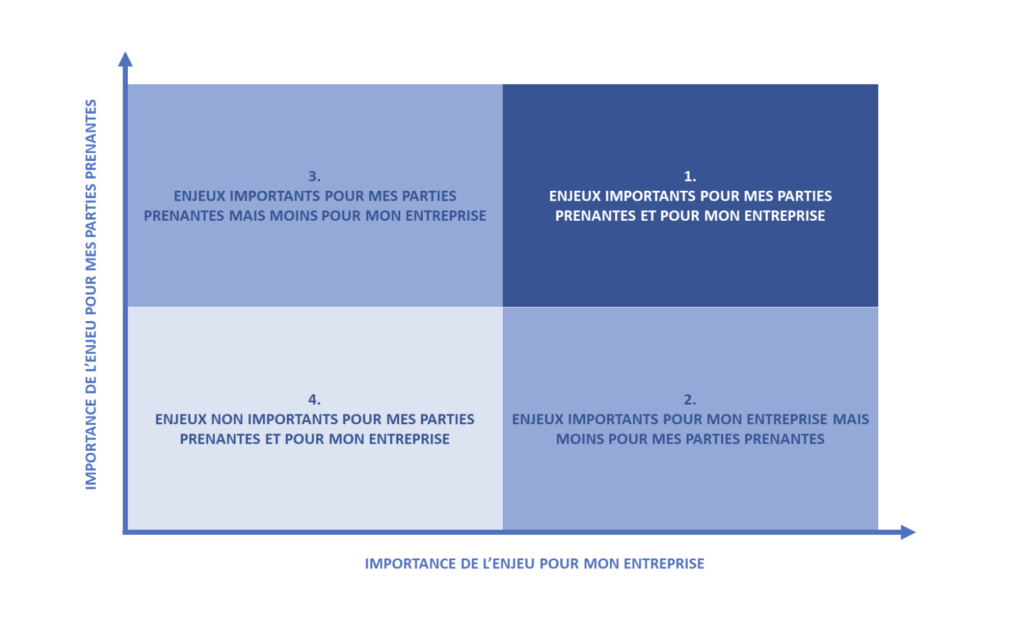 IMPORTANCE DE L’ENJEU POUR MES PARTIES PRENANTES
3.
ENJEUX IMPORTANTS POUR MES PARTIES
PRENANTES MAIS MOINS POUR MON ENTREPRISE
1.
ENJEUX IMPORTANTS POUR MES PARTIES
PRENANTES ET POUR MON ENTREPRISE
4.
ENJEUX NON IMPORTANTS POUR MES PARTIES
PRENANTES ET POUR MON ENTREPRISE
2.
ENJEUX IMPORTANTS POUR MON ENTREPRISE MAIS
MOINS POUR MES PARTIES PRENANTES
IMPORTANCE DE L’ENJEU POUR MON ENTREPRISE